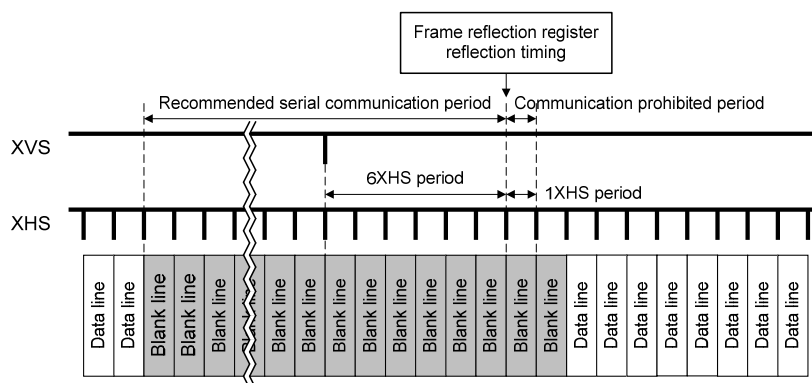 Frame reflection register
reflection timing
Recommended serial communication period
Communication prohibited period
XVS
6XHS period
1XHS period
XHS
Data line
Data line
Blank line
Blank line
Blank line
Blank line
Blank line
Blank line
Blank line
Blank line
Blank line
Blank line
Blank line
Blank line
Blank line
Data line
Data line
Data line
Data line
Data line
Data line
Data line
Data line